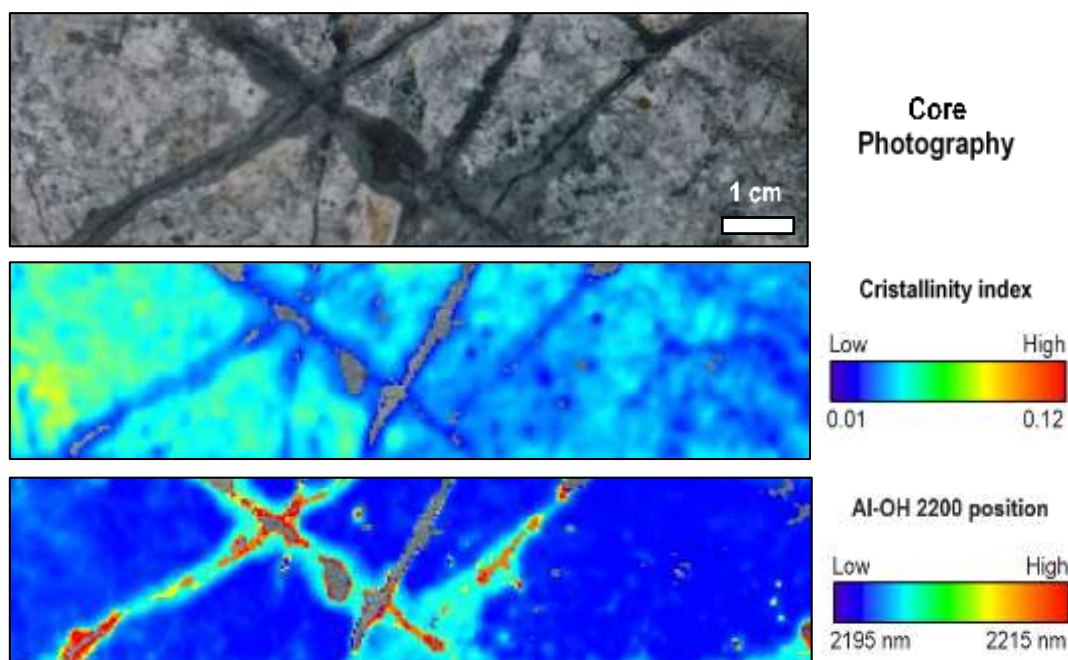 Core
Photography
1 cm
Cristallinity index
Low High
0.01 0.12
Al-OH 2200 position
Low High
2195 nm 2215 nm